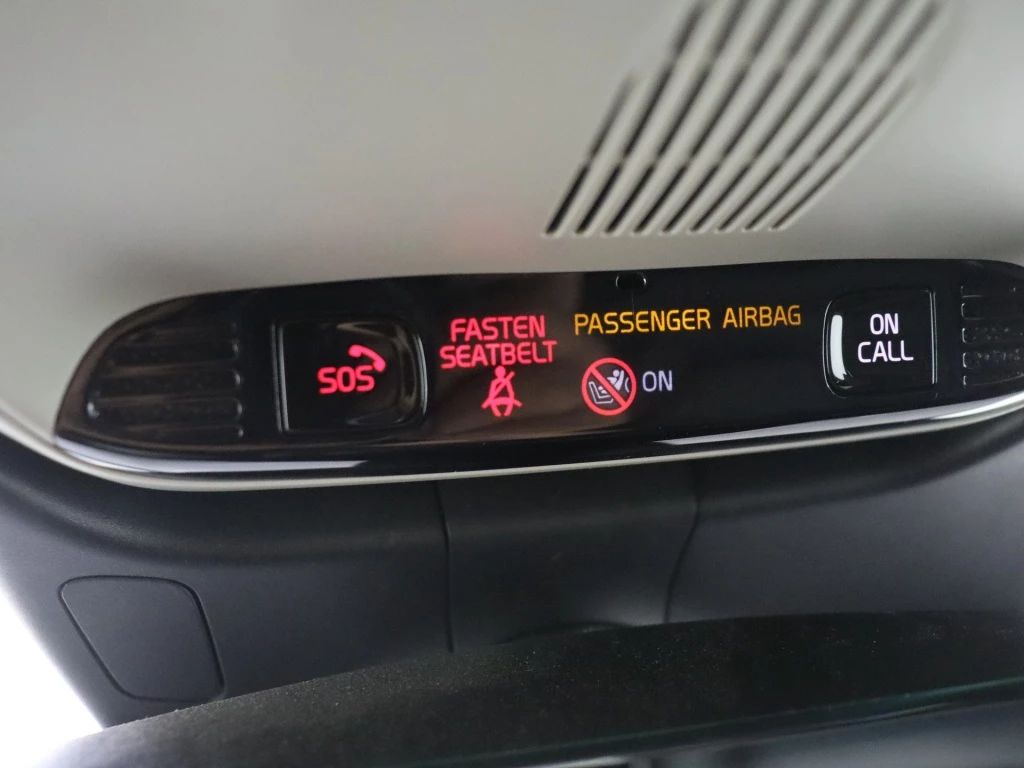 SOS
FASTEN
SEATBELT
PASSENGER AIRBAG
ON
ON
CALL